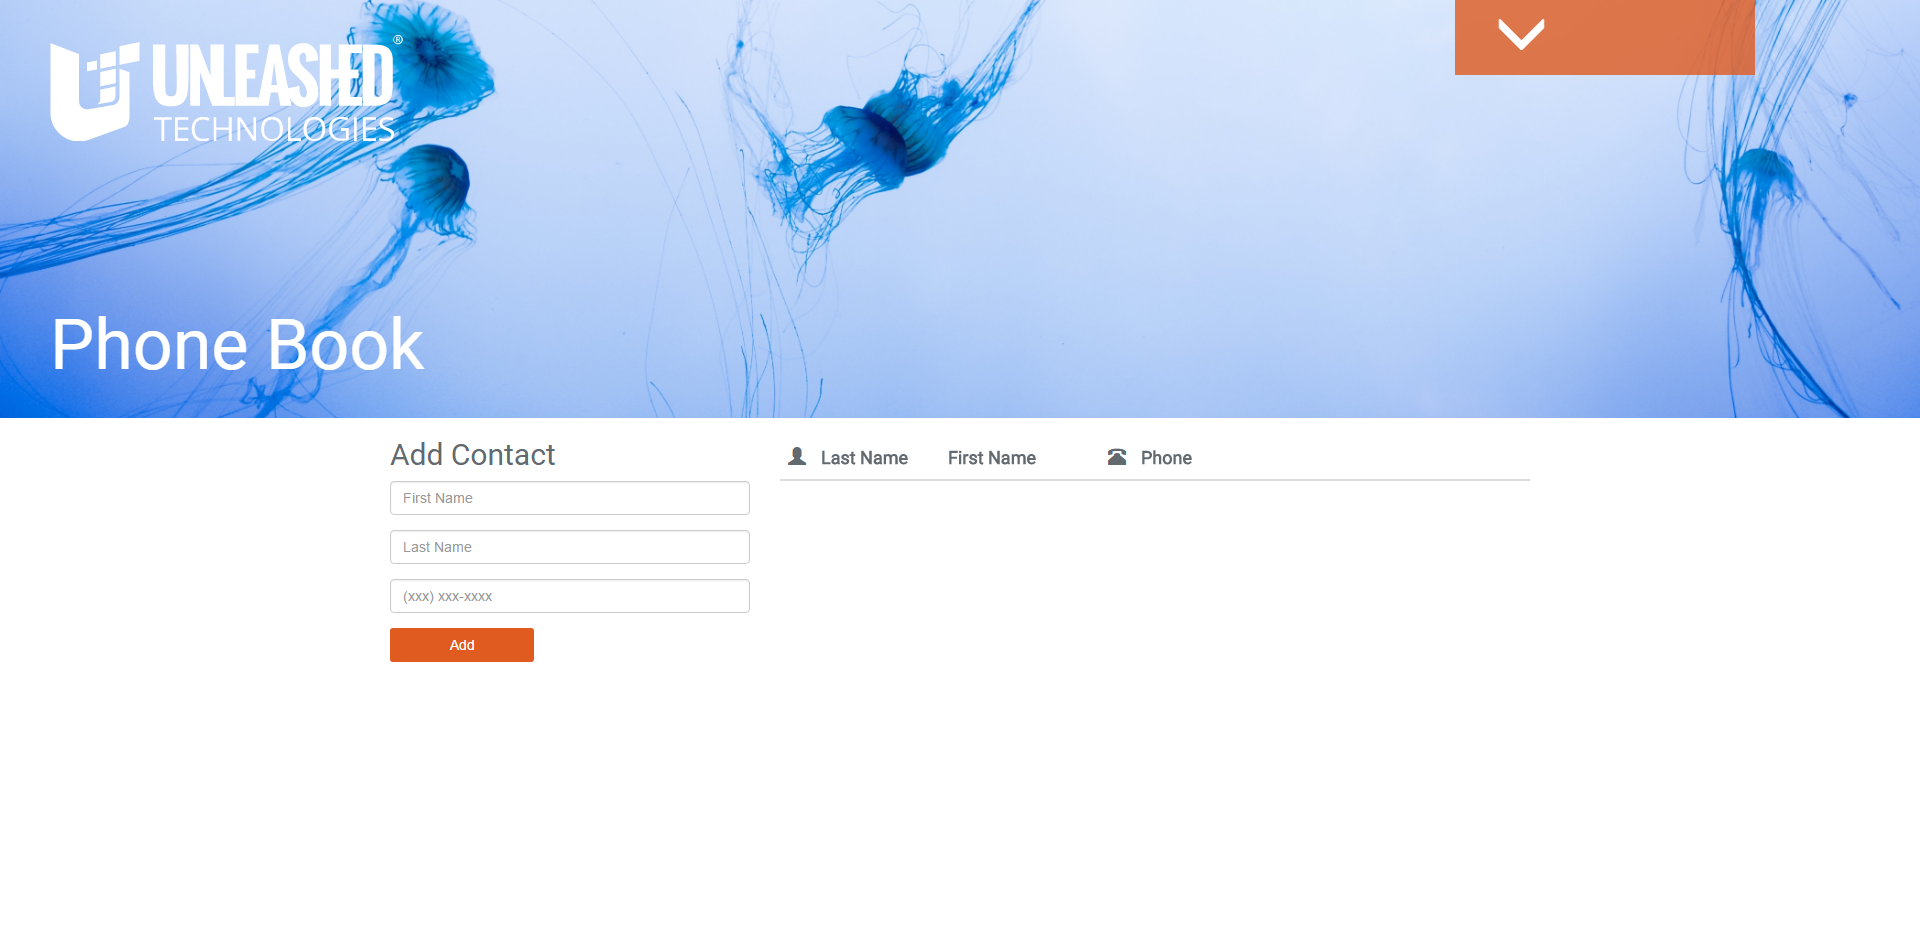 UNLEASHED®
TECHNOLOGIES
Phone Book
Add Contact
First Name
Last Name
(xxx) xxx-xxxx
Add
Last Name First Name Phone